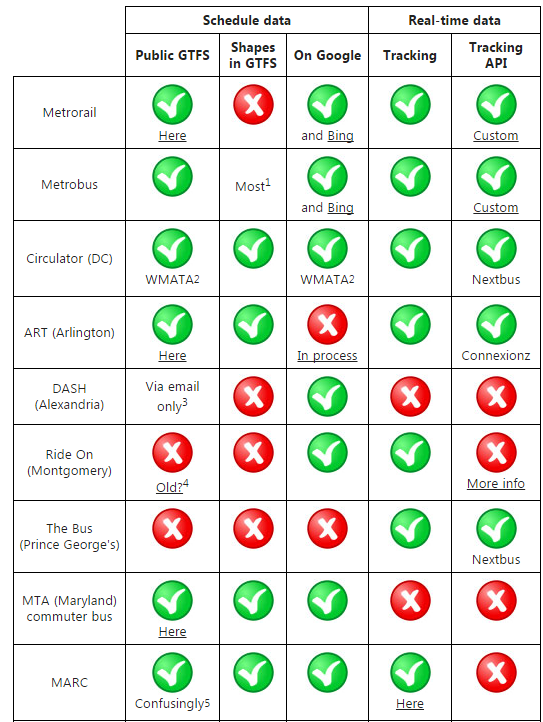 Schedule data Real-time data
Public GTFS Shapes in GTFS On Google Tracking Tracking API
Metrorail
Here and Bing Custom
Metrobus
Most1
and Bing Custom
Circulator (DC)
WMATA2 WMATA2 Nextbus
ART (Arlington)
Here In process Connexionz
DASH (Alexandria)
Via email only3
Ride On (Montgomery)
Old?4 More info
The Bus (Prince George's)
Nextbus
MTA (Maryland) commuter bus
Here
MARC
Confusingly5 Here